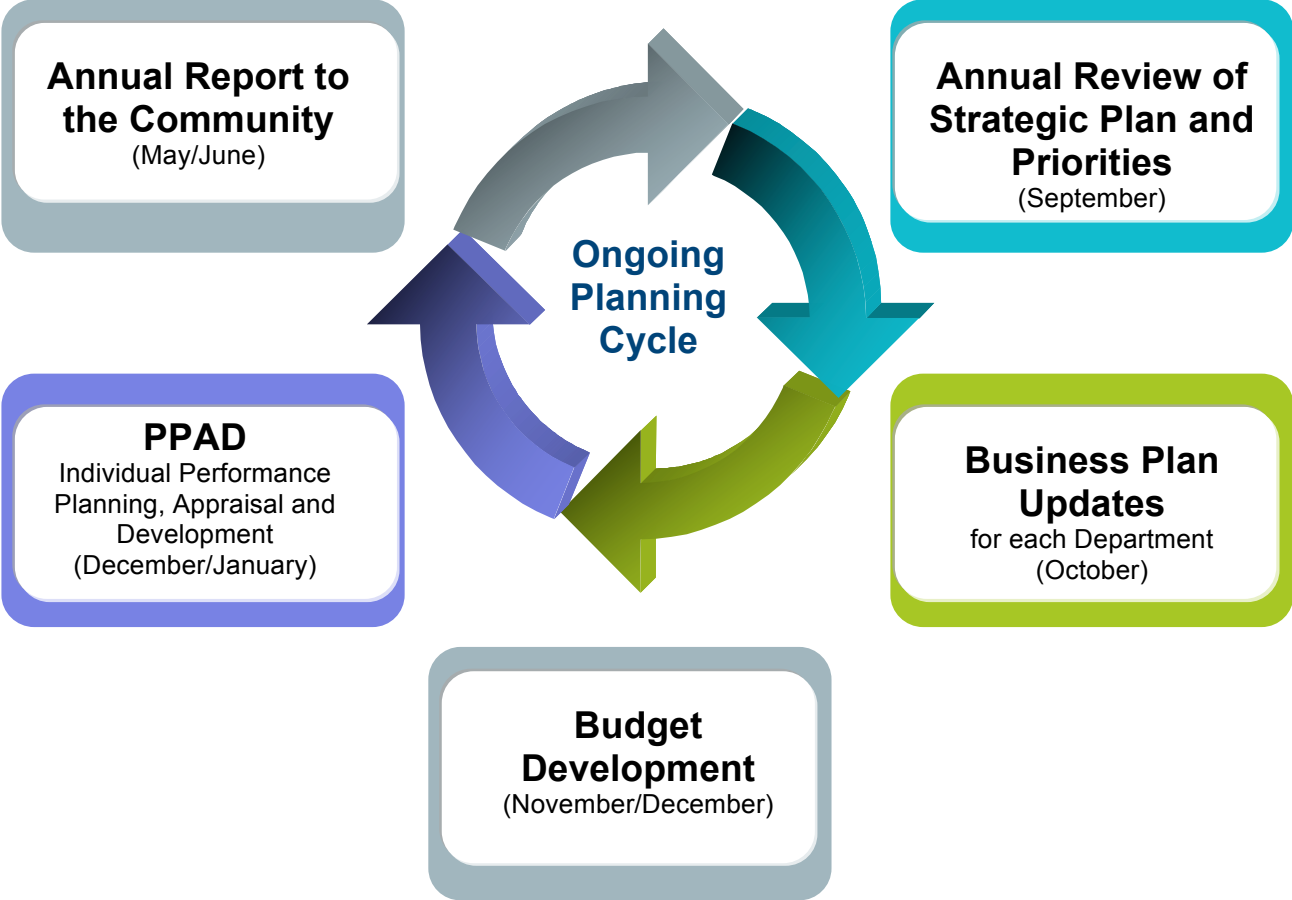 Annual Report to
the Community
(May/June)
Annual Review of
Strategic Plan and
Priorities
(September)
Ongoing
Planning
Cycle
PPAD
Individual Performance
Planning, Appraisal and
Development
(December/January)
Business Plan
Updates
for each Department
(October)
Budget
Development
(November/December)